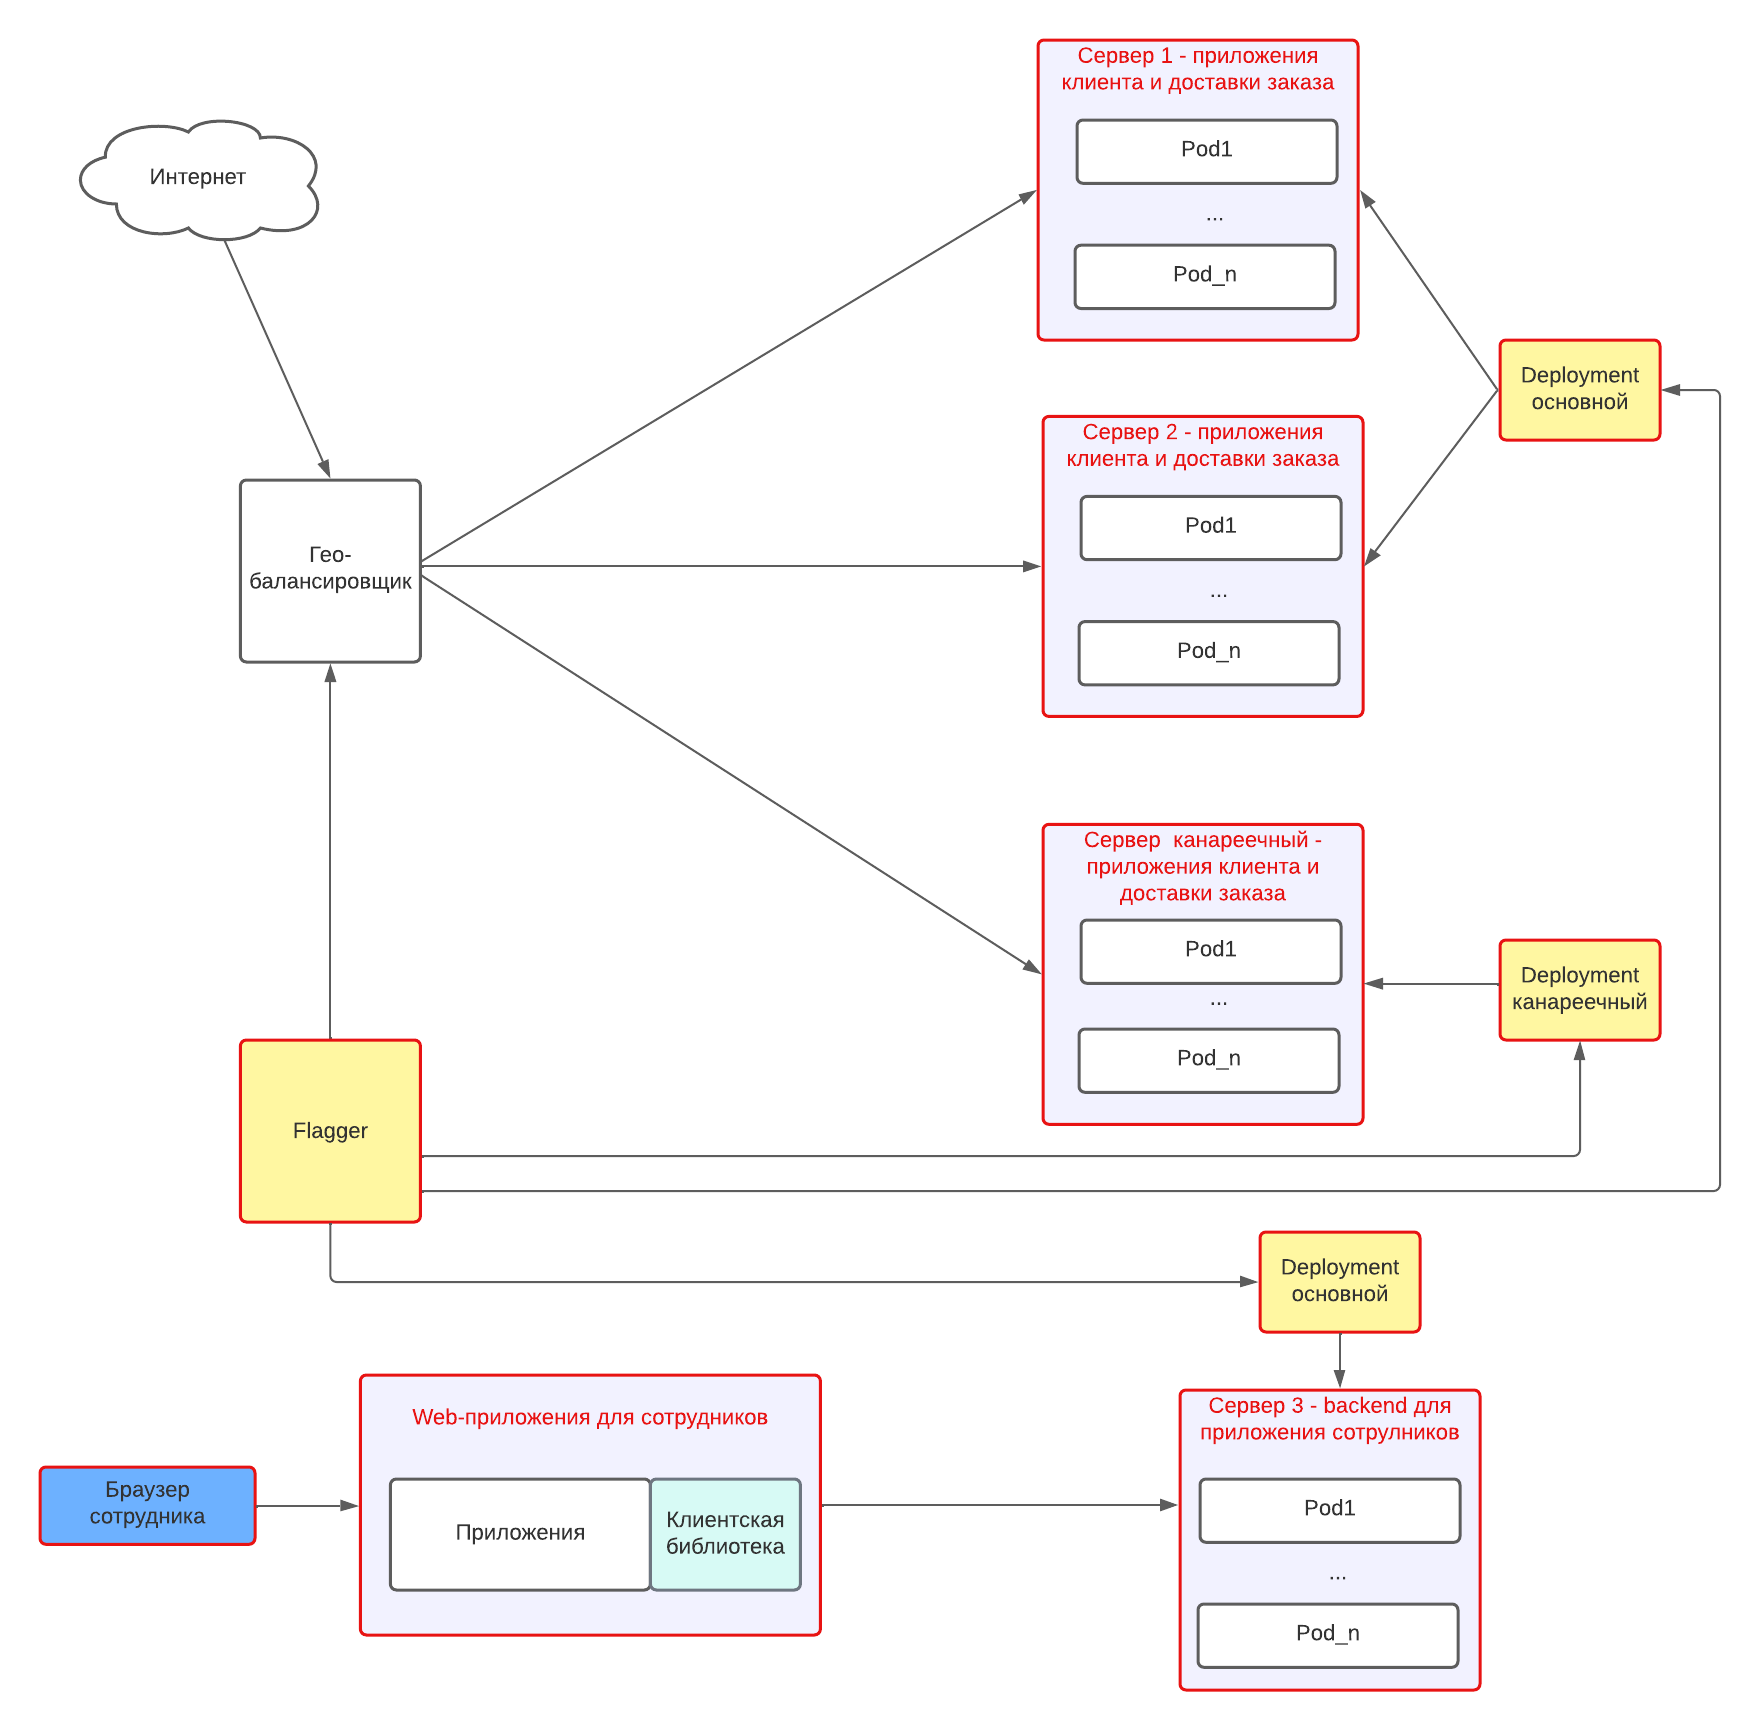 Сервер 1 - приложения
клиента и доставки заказа
Pod1
...
Pod_n
Интернет
Deployment
основной
Сервер 2 - приложения
клиента и доставки заказа
Pod1
...
Pod_n
Гео-
балансировщик
Сервер  канареечный -
приложения клиента и
доставки заказа
Pod1
...
Pod_n
Deployment
канареечный
Flagger
Deployment
основной
Web-приложения для сотрудников
Браузер
сотрудника
Приложения
Клиентская
библиотека
Сервер 3 - backend для
приложения сотрулников
Pod1
...
Pod_n